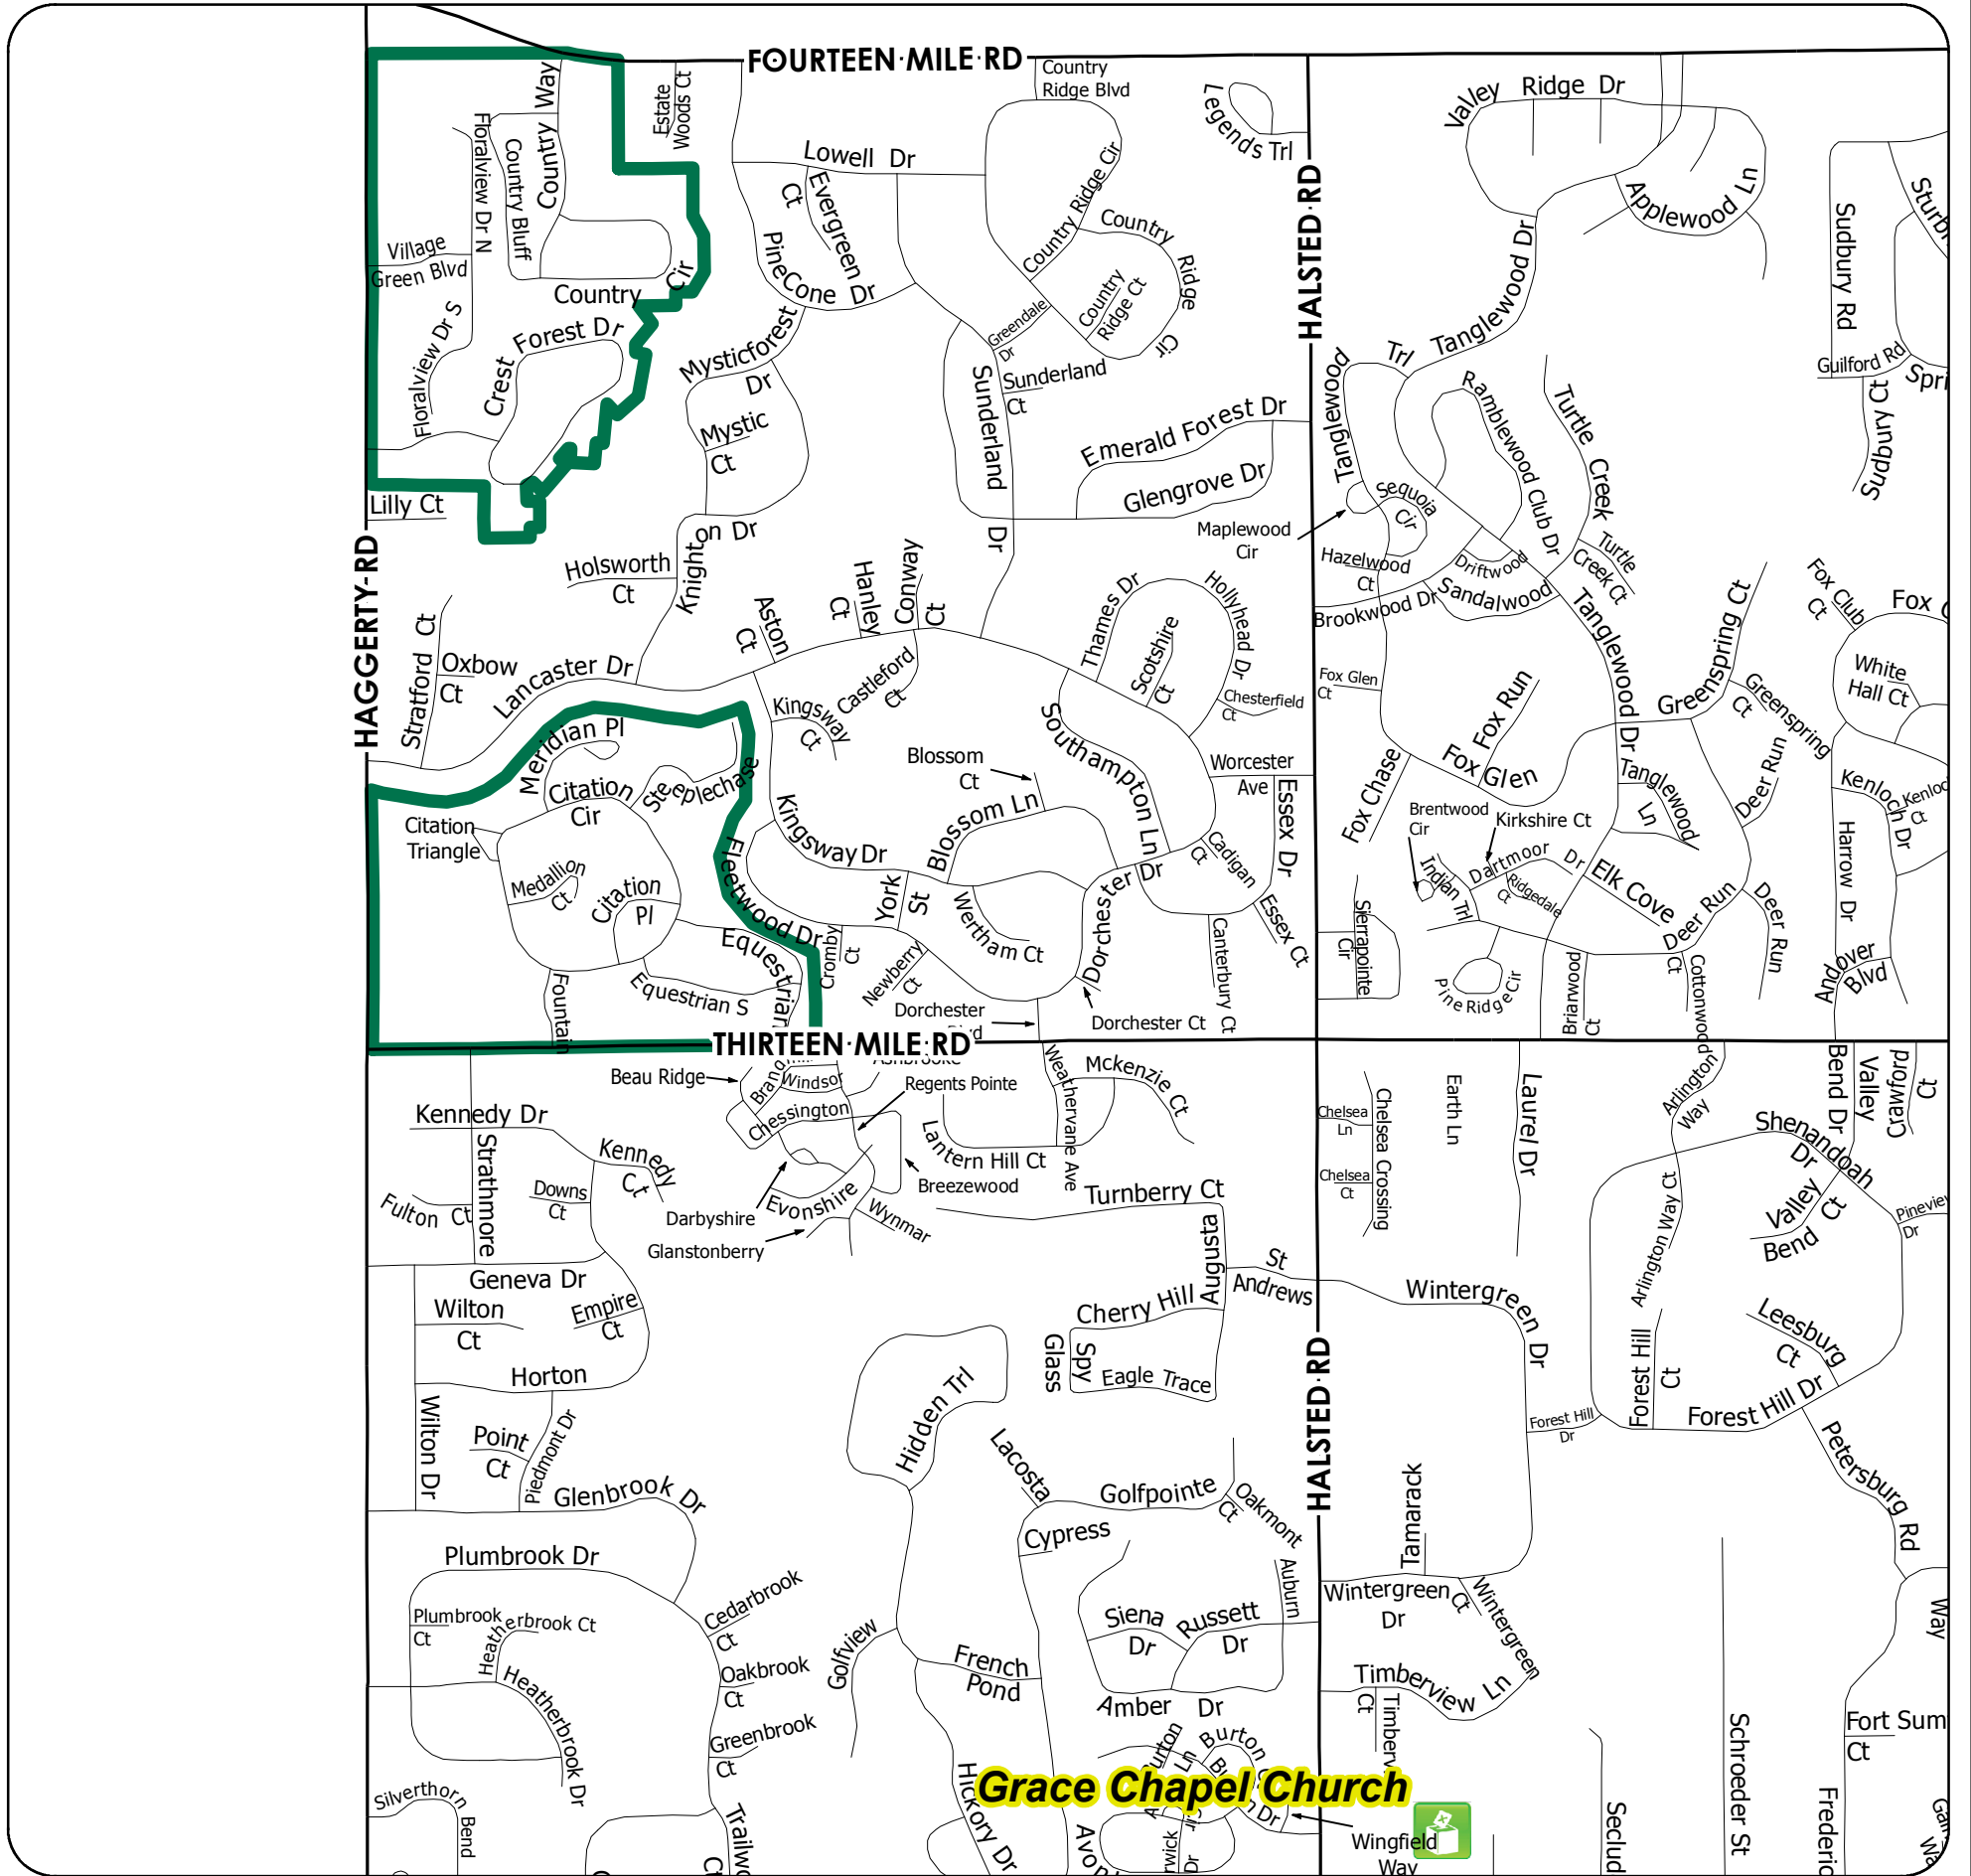 FOURTEEN·MILE·RD
Country
Ridge Blvd
Legends Trl
Valley Ridge Dr
Estate
Woods Ct
Country Way
Floralview Dr N
Country Bluff
Lowell Dr
Evergreen Dr
Ct
PineCone Dr
Country Ridge Cir
Country Ridge Cir
Country
Ridge Ct
HALSTED·RD
Applewood Ln
Sudbury Rd
Village
Green Blvd
Country Cir
Floralview Dr S
Crest Forest Dr
Mysticforest
Dr
Mystic
Ct
Greendale
Dr
Sunderland
Ct
Sunderland Dr
Emerald Forest Dr
Glengrove Dr
Tanglewood Trl
Tanglewood Dr
Ramblewood Club Dr
Turtle Creek
Turtle
Creek Ct
Guilford Rd
Sudbury Ct
Lilly Ct
HAGGERTY·RD
Holsworth
Ct
Knighton Dr
Maplewood
Cir
Sequoia
Cir
Hazelwood
Ct
Driftwood
Sandalwood
Brookwood Dr
Tanglewood Dr
Stratford Ct
Oxbow
Ct
Lancaster Dr
Aston
Ct
Hanley
Ct
Conway
Ct
Castleford
Ct
Kingsway
Ct
Thames Dr
Hollyhead Dr
Scotshire
Ct
Chesterfield
Ct
Fox Glen
Ct
Fox Run
Fox Glen
Fox Chase
Greenspring Ct
Greenspring
Ct
Fox Club
Ct
White
Hall Ct
Meridian Pl
Citation
Cir
Steeplechase
Citation
Triangle
Medallion
Ct
Citation
Pl
Fleetwood Dr
Kingsway Dr
Blossom
Ct
Blossom Ln
Southampton Ln
Worcester
Ave
Essex Dr
Cadigan
Ct
York
St
Wertham Ct
Dorchester Dr
Essex Ct
Canterbury Ct
Brentwood
Cir
Kirkshire Ct
Indian Trl
Dartmoor Dr
Ridgedale
Ct
Elk Cove
Tanglewood
Ln
Deer Run
Deer Run
Deer Run
Kenloch Dr
Harrow Dr
Andover
Blvd
Sierrapointe
Cir
Pine Ridge Cir
Briarwood
Ct
Cottonwood
Ct
Equestrian
Equestrian S
Fountain
Cromby
Ct
Newberry
Ct
Dorchester
Dorchester Ct
THIRTEEN·MILE·RD
Beau Ridge
Windsor
Chessington
Regents Pointe
Weathervane Ave
Mckenzie Ct
Lantern Hill Ct
Breezewood
Darbyshire
Evonshire
Glanstonberry
Wynmar
Kennedy Dr
Strathmore
Kennedy
Ct
Downs
Ct
Fulton Ct
Geneva Dr
Wilton
Ct
Empire
Ct
Horton
Wilton Dr
Point
Ct
Piedmont Dr
Glenbrook Dr
Turnberry Ct
Augusta
St
Andrews
Cherry Hill
Spy
Glass
Eagle Trace
Chelsea
Ln
Chelsea
Ct
Chelsea Crossing
Earth Ln
Laurel Dr
Arlington
Way
Arlington Way Ct
Bend Dr
Valley
Crawford
Ct
Shenandoah
Dr
Valley
Bend
Ct
Wintergreen Dr
HALSTED·RD
Leesburg
Ct
Forest Hill
Ct
Forest Hill Dr
Forest Hill
Dr
Petersburg Rd
Hidden Trl
Lacosta
Golfpointe
Oakmont
Ct
Cypress
Auburn
Tamarack
Wintergreen
Dr
Wintergreen
Ct
Plumbrook Dr
Plumbrook
Ct
Heatherbrook Ct
Heatherbrook Dr
Cedarbrook
Ct
Oakbrook
Ct
Greenbrook
Ct
Golfview
French
Pond
Siena
Dr
Russett
Dr
Amber Dr
Timberview Ln
Ct
Way
Fort Sum
Ct
Schroeder St
Silverthorn
Bend
Hickory Dr
Burton
Ln
Grace Chapel Church
Wingfield
Way